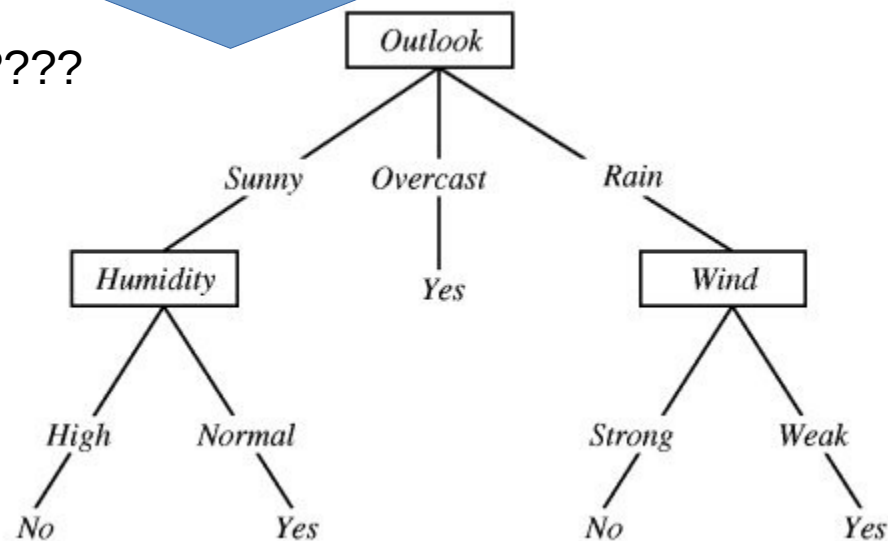 Outlook
????
Sunny Overcast Rain
Humidity Yes Wind
High Normal Strong Weak
No Yes No Yes